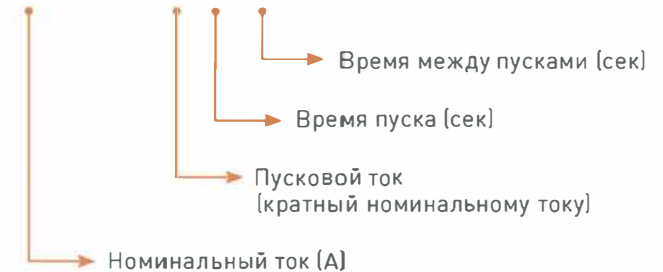 Время между пусками (сек)
Время пуска (сек)
Пусковой ток
(кратный номинальному току)
Номинальный ток (А)